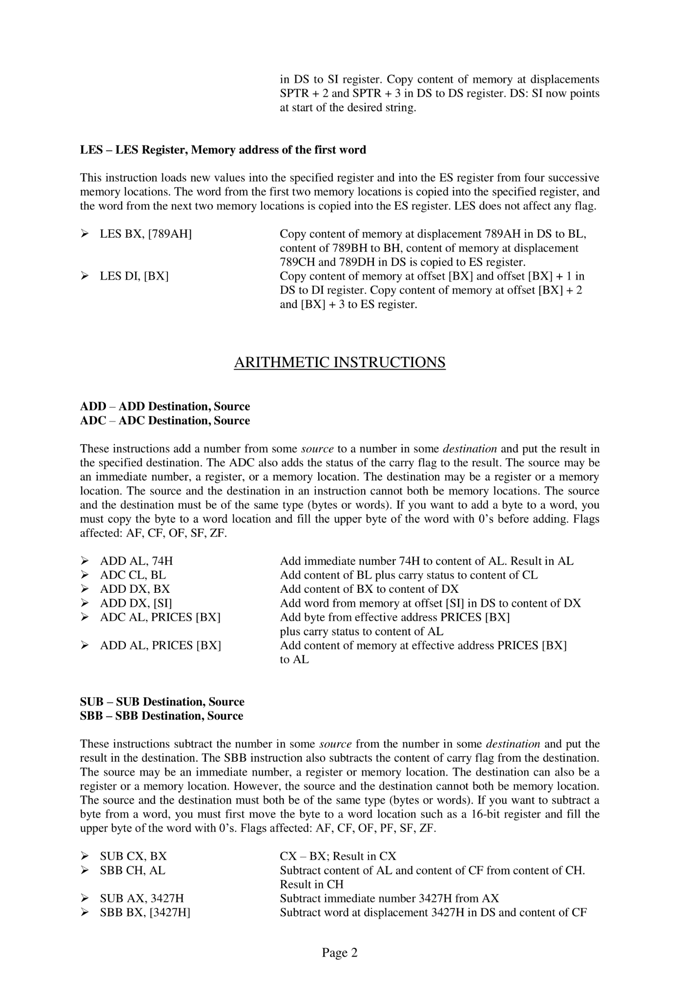 in DS to SI register. Copy content of memory at displacements
SPTR + 2 and SPTR + 3 in DS to DS register. DS: SI now points
at start of the desired string.
LES – LES Register, Memory address of the first word
This instruction loads new values into the specified register and into the ES register from four successive
memory locations. The word from the first two memory locations is copied into the specified register, and
the word from the next two memory locations is copied into the ES register. LES does not affect any flag.
➢ LES BX, [789AH] Copy content of memory at displacement 789AH in DS to BL,
content of 789BH to BH, content of memory at displacement
789CH and 789DH in DS is copied to ES register.
➢ LES DI, [BX] Copy content of memory at offset [BX] and offset [BX] + 1 in
DS to DI register. Copy content of memory at offset [BX] + 2
and [BX] + 3 to ES register.
ARITHMETIC INSTRUCTIONS
ADD – ADD Destination, Source
ADC – ADC Destination, Source
These instructions add a number from some source to a number in some destination and put the result in
the specified destination. The ADC also adds the status of the carry flag to the result. The source may be
an immediate number, a register, or a memory location. The destination may be a register or a memory
location. The source and the destination in an instruction cannot both be memory locations. The source
and the destination must be of the same type (bytes or words). If you want to add a byte to a word, you
must copy the byte to a word location and fill the upper byte of the word with 0’s before adding. Flags
affected: AF, CF, OF, SF, ZF.
➢ ADD AL, 74H Add immediate number 74H to content of AL. Result in AL
➢ ADC CL, BL Add content of BL plus carry status to content of CL
➢ ADD DX, BX Add content of BX to content of DX
➢ ADD DX, [SI] Add word from memory at offset [SI] in DS to content of DX
➢ ADC AL, PRICES [BX] Add byte from effective address PRICES [BX]
plus carry status to content of AL
➢ ADD AL, PRICES [BX] Add content of memory at effective address PRICES [BX]
to AL
SUB – SUB Destination, Source
SBB – SBB Destination, Source
These instructions subtract the number in some source from the number in some destination and put the
result in the destination. The SBB instruction also subtracts the content of carry flag from the destination.
The source may be an immediate number, a register or memory location. The destination can also be a
register or a memory location. However, the source and the destination cannot both be memory location.
The source and the destination must both be of the same type (bytes or words). If you want to subtract a
byte from a word, you must first move the byte to a word location such as a 16-bit register and fill the
upper byte of the word with 0’s. Flags affected: AF, CF, OF, PF, SF, ZF.
➢ SUB CX, BX CX – BX; Result in CX
➢ SBB CH, AL Subtract content of AL and content of CF from content of CH.
Result in CH
➢ SUB AX, 3427H Subtract immediate number 3427H from AX
➢ SBB BX, [3427H] Subtract word at displacement 3427H in DS and content of CF
Page 2